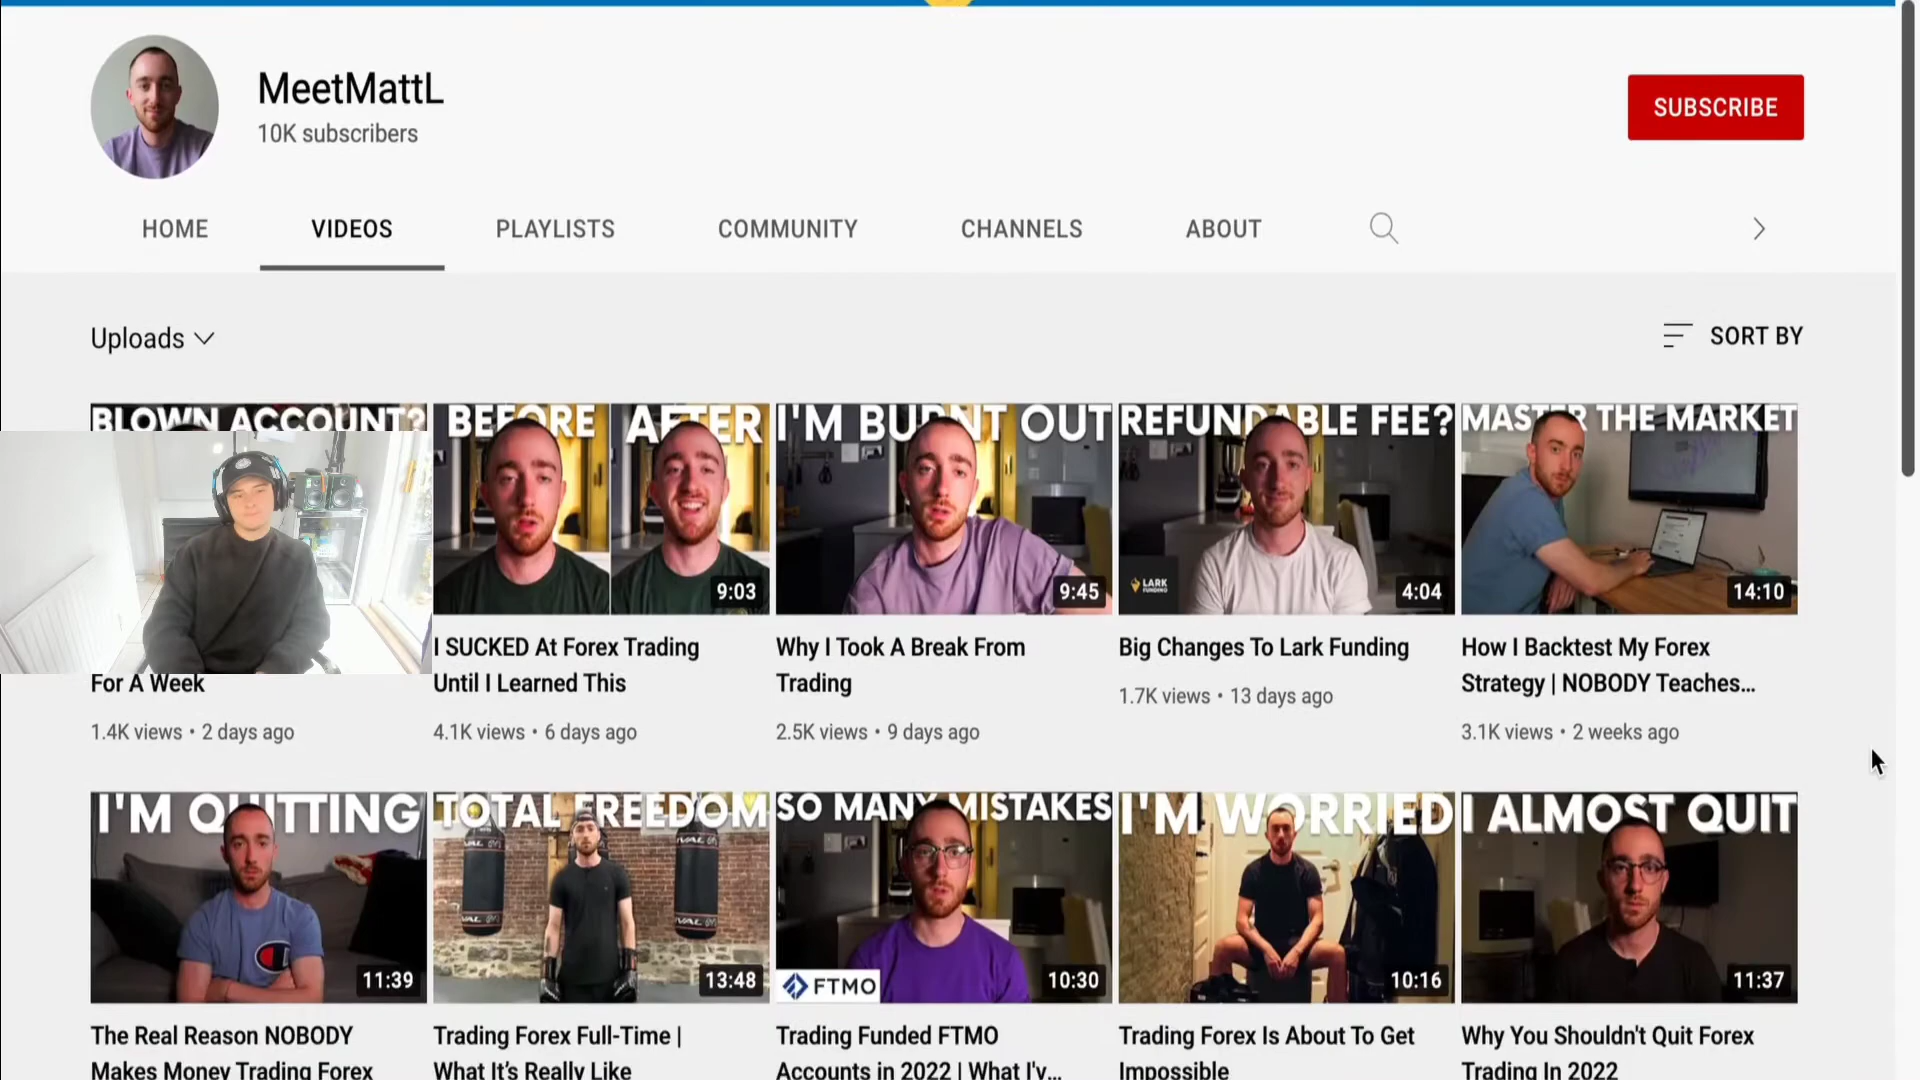 MeetMattL
10K subscribers
SUBSCRIBE
HOME
VIDEOS
PLAYLISTS
COMMUNITY
CHANNELS
ABOUT
Uploads
SORT BY
BLOWN ACCOUNT?
BEFORE AFTER
9:03
I'M BURNT OUT
9:45
REFUNDABLE FEE?
LARK
FUNDING
4:04
MASTER THE MARKET
14:10
For A Week
1.4K views • 2 days ago
I SUCKED At Forex Trading
Until I Learned This
4.1K views • 6 days ago
Why I Took A Break From
Trading
2.5K views • 9 days ago
Big Changes To Lark Funding
1.7K views • 13 days ago
How I Backtest My Forex
Strategy | NOBODY Teaches...
3.1K views • 2 weeks ago
I'M QUITTING
11:39
TOTAL FREEDOM
13:48
SO MANY MISTAKES
FTMO
10:30
I'M WORRIED
10:16
I ALMOST QUIT
11:37
The Real Reason NOBODY
Makes Money Trading Forex
Trading Forex Full-Time |
What It's Really Like
Trading Funded FTMO
Accounts in 2022 | What I'v...
Trading Forex Is About To Get
Impossible
Why You Shouldn't Quit Forex
Trading In 2022